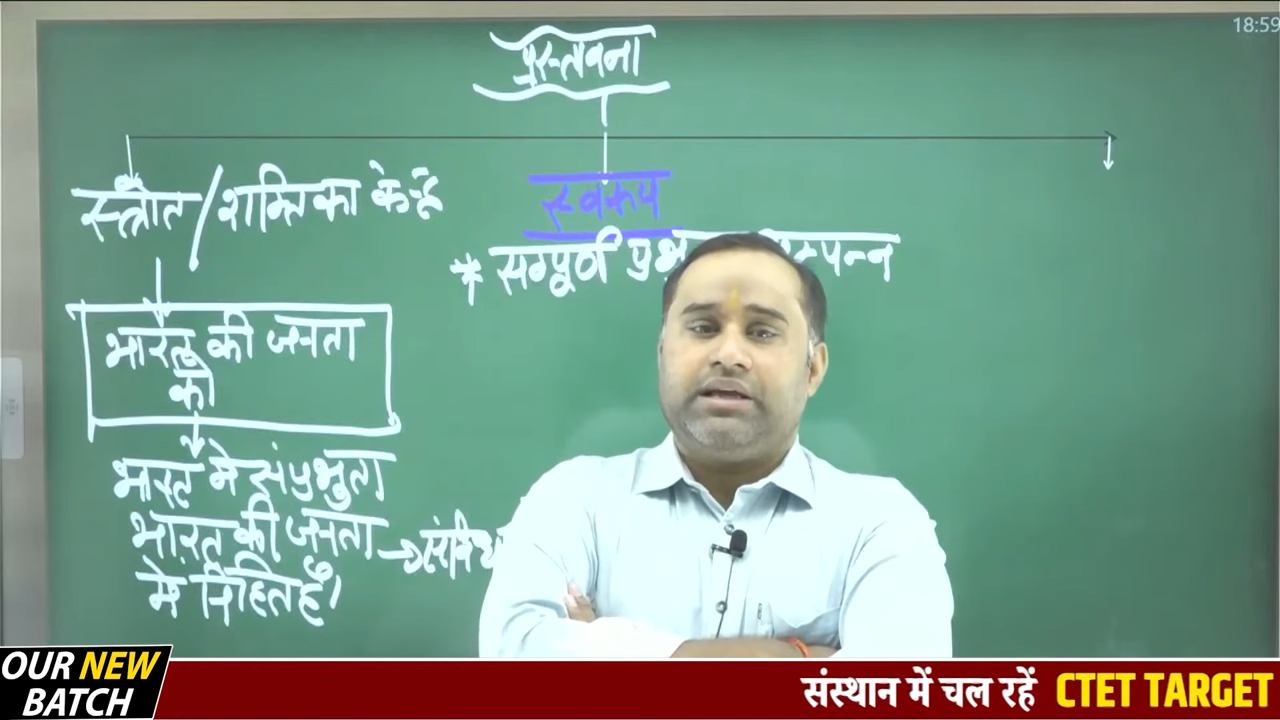 18:59
प्रस्तावना
स्त्रोत/शक्ति का केन्द्र
स्वरूप
* सम्पूर्ण
भारत की जनता
को
भारत मे संप्रभुता
भारत की जनता
मे निहित है।
OUR NEW
BATCH
संस्थान में चल रहें CTET TARGET